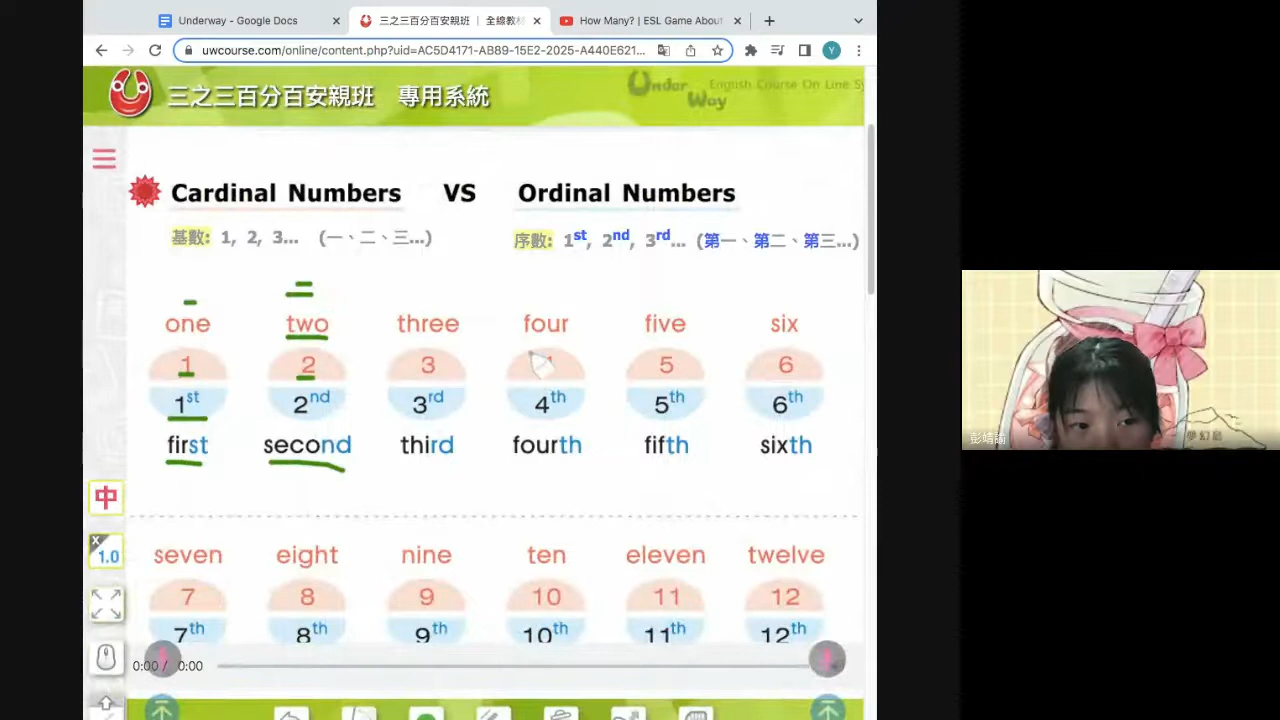 Underway - Google Docs
三之三百分百安親班 | 全線教材
How Many? | ESL Game About
uwcourse.com/online/content.php?uid=AC5D4171-AB89-15E2-2025-A440E621...
Y
三之三百分百安親班 專用系統
Under Way
English Course On Line Sy
Cardinal Numbers VS Ordinal Numbers
基數: 1, 2, 3... (一、二、三...)
序數: 1st, 2nd, 3rd... (第一、第二、第三...)
one two three four five six
1 2 3 4 5 6
1st 2nd 3rd 4th 5th 6th
first second third fourth fifth sixth
中
x 1.0
seven eight nine ten eleven twelve
7 8 9 10 11 12
7th 8th 9th 10th 11th 12th
0:00 / 0:00
彭靖諭
夢幻島